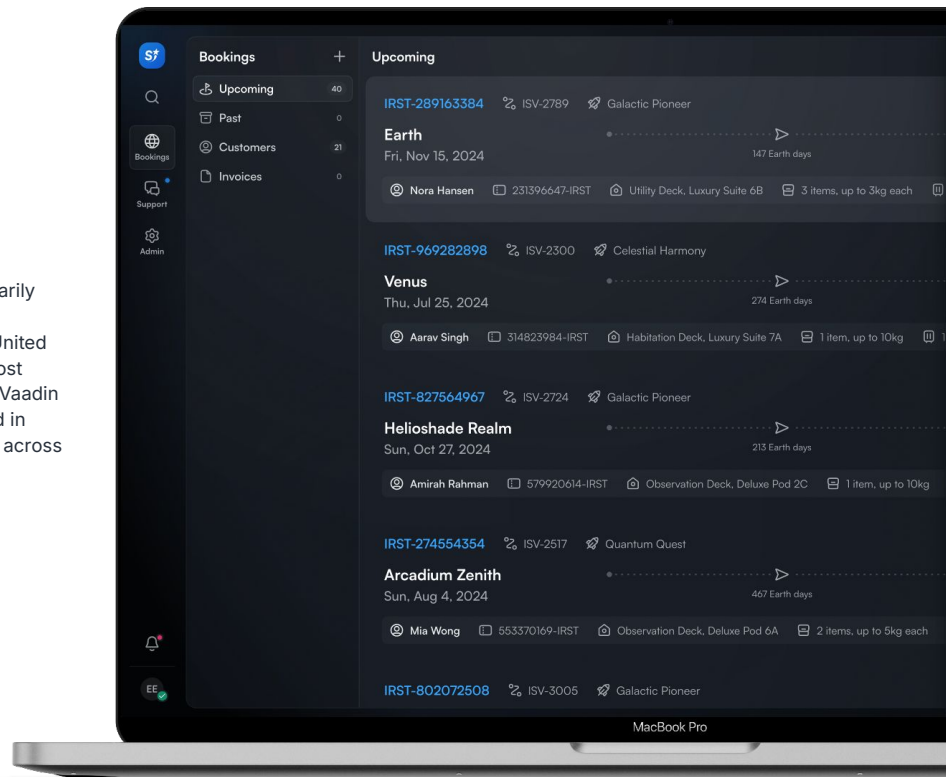 arily
United
ost
Vaadin
d in
across
S
Bookings
Support
Admin
EE
Bookings
Upcoming 40
Past 0
Customers 21
Invoices 0
Upcoming
IRST-289163384 ISV-2789 Galactic Pioneer
Earth
Fri, Nov 15, 2024
147 Earth days
Nora Hansen 231396647-IRST Utility Deck, Luxury Suite 6B 3 items, up to 3kg each
IRST-969282898 ISV-2300 Celestial Harmony
Venus
Thu, Jul 25, 2024
274 Earth days
Aarav Singh 314823984-IRST Habitation Deck, Luxury Suite 7A 1 item, up to 10kg 1
IRST-827564967 ISV-2724 Galactic Pioneer
Helioshade Realm
Sun, Oct 27, 2024
213 Earth days
Amirah Rahman 579920614-IRST Observation Deck, Deluxe Pod 2C 1 item, up to 10kg
IRST-274554354 ISV-2517 Quantum Quest
Arcadium Zenith
Sun, Aug 4, 2024
467 Earth days
Mia Wong 553370169-IRST Observation Deck, Deluxe Pod 6A 2 items, up to 5kg each
IRST-802072508 ISV-3005 Galactic Pioneer
MacBook Pro